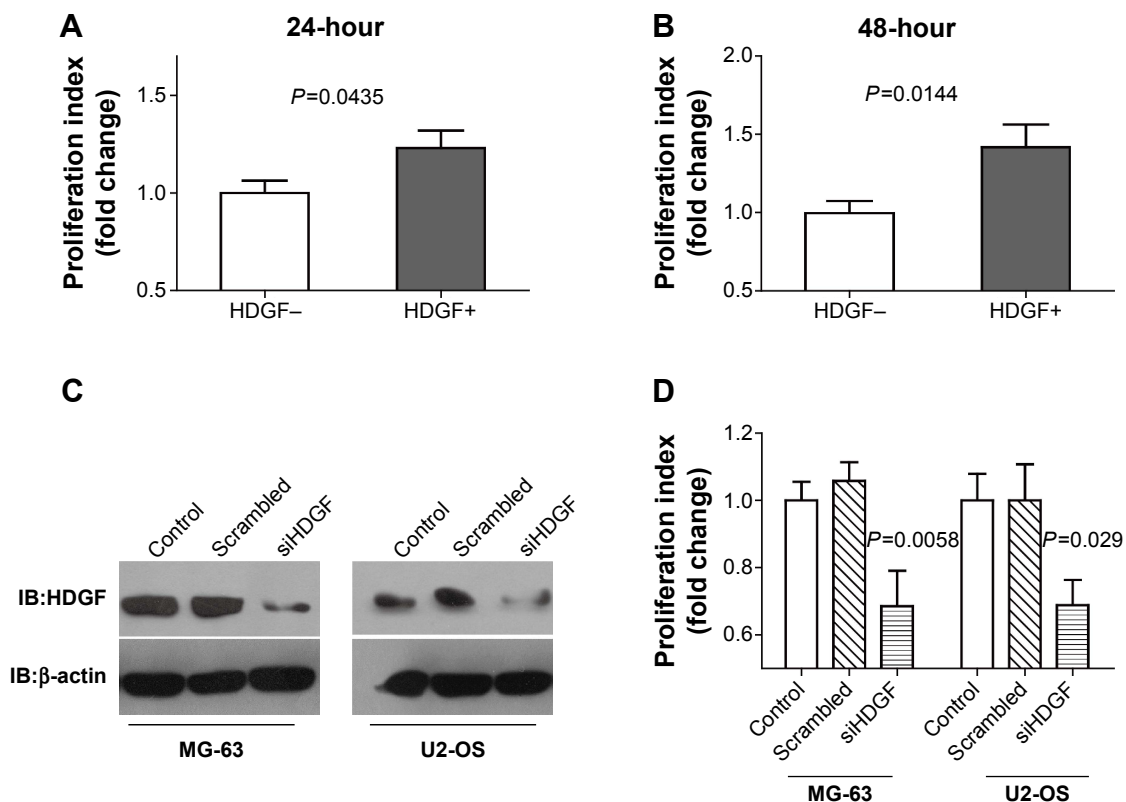 A
24-hour
Proliferation index
(fold change)
1.5
1.0
0.5
P=0.0435
HDGF–
HDGF+
B
48-hour
Proliferation index
(fold change)
2.0
1.5
1.0
0.5
P=0.0144
HDGF–
HDGF+
C
Control
Scrambled
siHDGF
Control
Scrambled
siHDGF
IB:HDGF
IB:β-actin
MG-63
U2-OS
D
Proliferation index
(fold change)
1.2
1.0
0.8
0.6
P=0.0058
P=0.029
Control
Scrambled
siHDGF
Control
Scrambled
siHDGF
MG-63
U2-OS